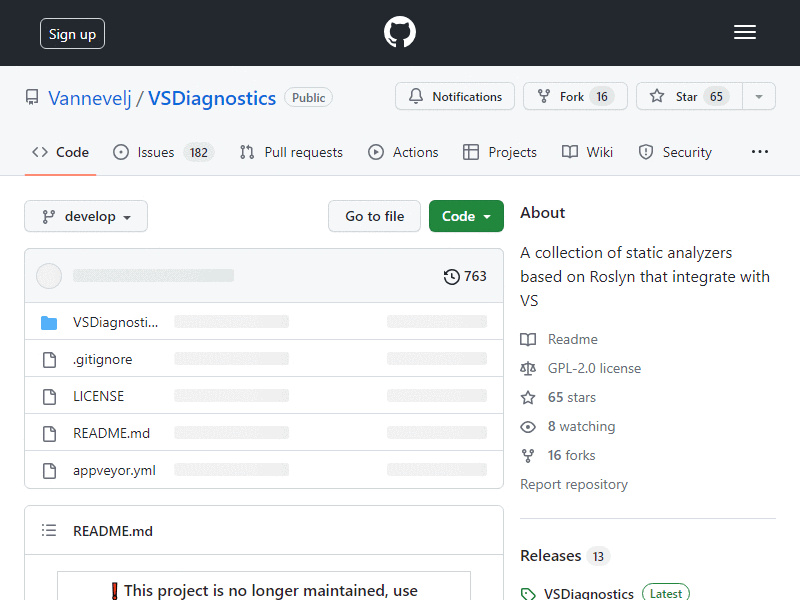 Sign up
Vannevelj / VSDiagnostics Public
Notifications
Fork 16
Star 65
Code
Issues 182
Pull requests
Actions
Projects
Wiki
Security
develop
Go to file
Code
763
VSDiagnosti...
.gitignore
LICENSE
README.md
appveyor.yml
README.md
❗This project is no longer maintained, use
About
A collection of static analyzers
based on Roslyn that integrate with
VS
Readme
GPL-2.0 license
65 stars
8 watching
16 forks
Report repository
Releases 13
VSDiagnostics Latest